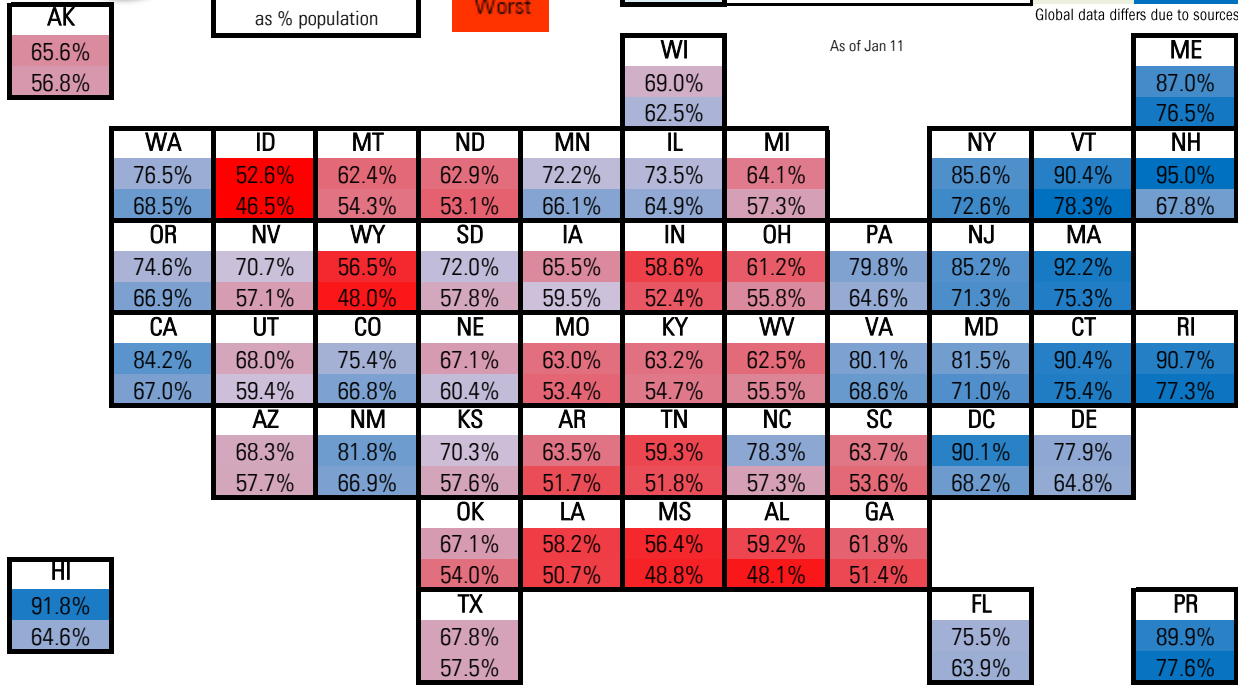 AK
65.6%
56.8%
as % population
Worst
Global data differs due to sources
As of Jan 11
WI
69.0%
62.5%
ME
87.0%
76.5%
WA ID MT ND MN IL MI NY VT NH
76.5% 52.6% 62.4% 62.9% 72.2% 73.5% 64.1% 85.6% 90.4% 95.0%
68.5% 46.5% 54.3% 53.1% 66.1% 64.9% 57.3% 72.6% 78.3% 67.8%
OR NV WY SD IA IN OH PA NJ MA
74.6% 70.7% 56.5% 72.0% 65.5% 58.6% 61.2% 79.8% 85.2% 92.2%
66.9% 57.1% 48.0% 57.8% 59.5% 52.4% 55.8% 64.6% 71.3% 75.3%
CA UT CO NE MO KY WV VA MD CT RI
84.2% 68.0% 75.4% 67.1% 63.0% 63.2% 62.5% 80.1% 81.5% 90.4% 90.7%
67.0% 59.4% 66.8% 60.4% 53.4% 54.7% 55.5% 68.6% 71.0% 75.4% 77.3%
AZ NM KS AR TN NC SC DC DE
68.3% 81.8% 70.3% 63.5% 59.3% 78.3% 63.7% 90.1% 77.9%
57.7% 66.9% 57.6% 51.7% 51.8% 57.3% 53.6% 68.2% 64.8%
OK LA MS AL GA
67.1% 58.2% 56.4% 59.2% 61.8%
54.0% 50.7% 48.8% 48.1% 51.4%
HI
91.8%
64.6%
TX FL PR
67.8% 75.5% 89.9%
57.5% 63.9% 77.6%